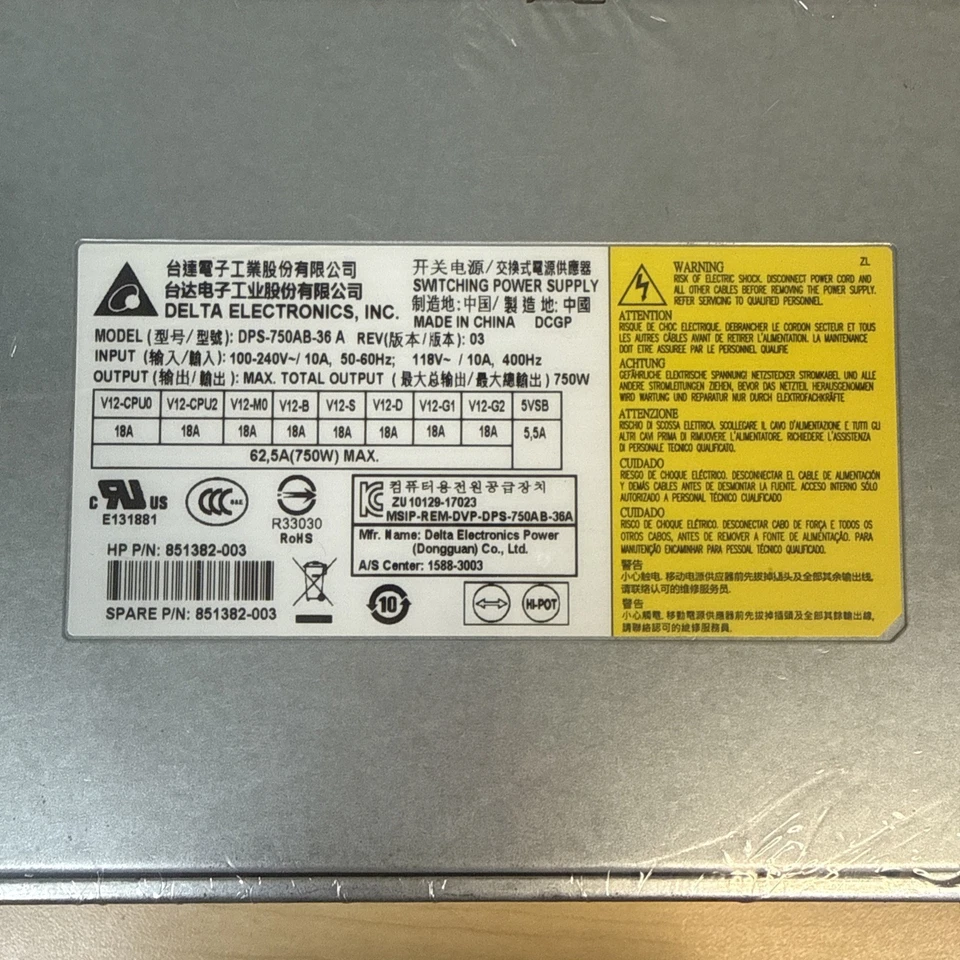 台達電子工業股份有限公司
台达电子工业股份有限公司
DELTA ELECTRONICS, INC.
开关电源/交換式電源供應器
SWITCHING POWER SUPPLY
制造地:中国/ 製造地:中國
MADE IN CHINA DCGP
MODEL (型号/型號): DPS-750AB-36 A REV(版本/版本): 03
INPUT (输入/輸入): 100-240V~/ 10A, 50-60Hz; 118V~ / 10A, 400Hz
OUTPUT (输出/輸出): MAX. TOTAL OUTPUT (最大总输出/最大總輸出) 750W
V12-CPU0 V12-CPU2 V12-M0 V12-B V12-S V12-D V12-G1 V12-G2 5VSB
18A 18A 18A 18A 18A 18A 18A 18A 5,5A
62,5A(750W) MAX.
c RU US
E131881
CCC S&E
R33030
RoHS
컴퓨터용전원공급장치
ZU 10129-17023
MSIP-REM-DVP-DPS-750AB-36A
Mfr. Name: Delta Electronics Power
(Dongguan) Co., Ltd.
A/S Center: 1588-3003
HP P/N: 851382-003
SPARE P/N: 851382-003
10
HI-POT
ZL
WARNING
RISK OF ELECTRIC SHOCK. DISCONNECT POWER CORD AND
ALL OTHER CABLES BEFORE REMOVING THE POWER SUPPLY.
REFER SERVICING TO QUALIFIED PERSONNEL.
ATTENTION
RISQUE DE CHOC ELECTRIQUE. DEBRANCHER LE CORDON SECTEUR ET TOUS
LES AUTRES CÂBLES AVANT DE RETIRER L'ALIMENTATION. LA MAINTENANCE
DOIT ETRE ASSUREE PAR LE PERSONNEL QUALIFIE
ACHTUNG
GEFÄHRLICHE ELEKTRISCHE SPANNUNG! NETZSTECKER STROMKABEL UND ALLE
ANDERE STROMLEITUNGEN ZIEHEN, BEVOR DAS NETZTEIL HERAUSGENOMMEN
WIRD WARTUNG UND REPARATUR NUR DURCH ELEKTROFACHKRÄFTE
ATTENZIONE
RISCHIO DI SCOSSA ELETTRICA. SCOLLEGARE IL CAVO D'ALIMENTAZIONE E TUTTI GLI
ALTRI CAVI PRIMA DI RIMUOVERE L'ALIMENTATORE. RICHIEDERE L'ASSISTENZA
DI PERSONALE TECNICO QUALIFICATO.
CUIDADO
RIESGO DE CHOQUE ELÉCTRICO. DESCONECTAR EL CABLE DE ALIMENTACIÓN
Y DEMÁS CABLES ANTES DE DESMONTAR LA FUENTE. ACCESO INTERNO SÓLO
AUTORIZADO A PERSONAL TÉCNICO CUALIFICADO
CUIDADO
RISCO DE CHOQUE ELÉTRICO. DESCONECTAR CABO DE FORÇA E TODOS OS
OTROS CABOS, ANTES DE REMOVER A FONTE DE ALIMENTAÇÃO. PARA
MANUTENÇÃO ENCAMINHAR PARA PESSOAL TÉCNICO QUALIFICADO.
警告
小心触电. 移动电源供应器前先拔掉插头及全部其余输出线,
请联络认可的维修服务员.
警告
小心觸電. 移動電源供應器前先拔掉插頭及全部其餘輸出線,
請聯絡認可的維修服務員.